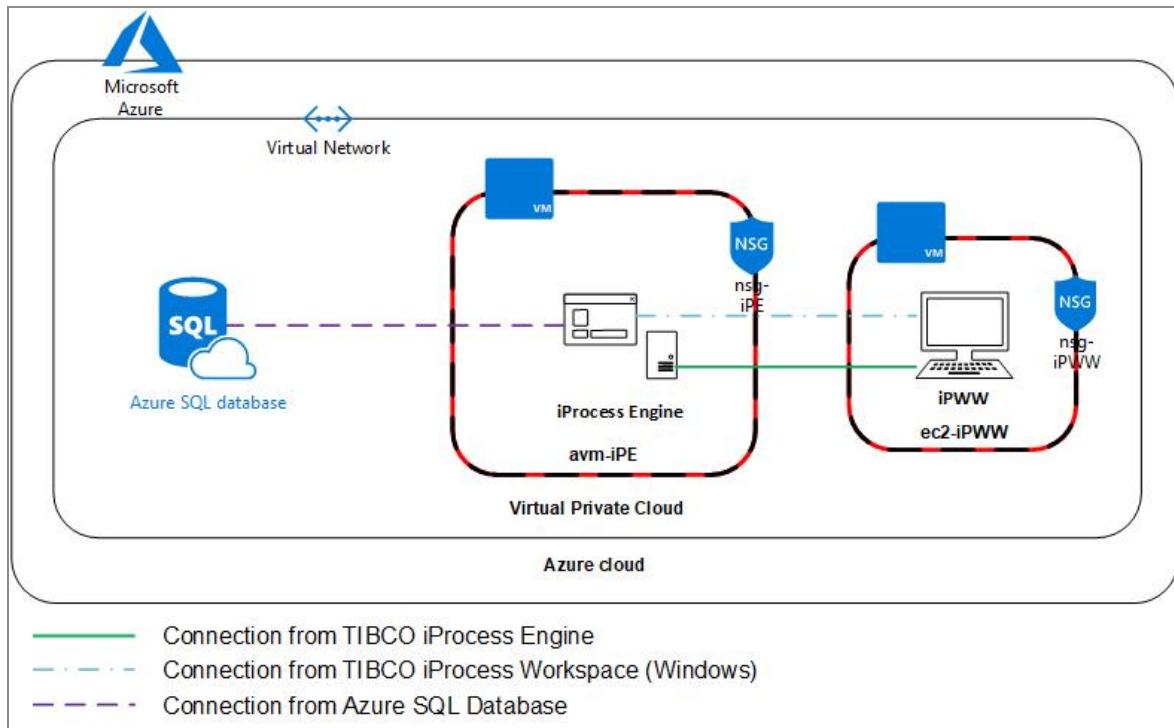 Microsoft
Azure
Virtual Network
VM
NSG
nsg-
iPE
VM
NSG
nsg-
iPWW
SQL
Azure SQL database
iProcess Engine
avm-iPE
iPWW
ec2-iPWW
Virtual Private Cloud
Azure cloud
Connection from TIBCO iProcess Engine
Connection from TIBCO iProcess Workspace (Windows)
Connection from Azure SQL Database